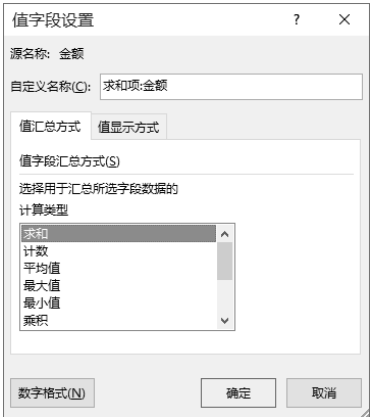 值字段设置 ? ×
源名称: 金额
自定义名称(C): 求和项:金额
值汇总方式 值显示方式
值字段汇总方式(S)
选择用于汇总所选字段数据的
计算类型
求和
计数
平均值
最大值
最小值
乘积
数字格式(N) 确定 取消